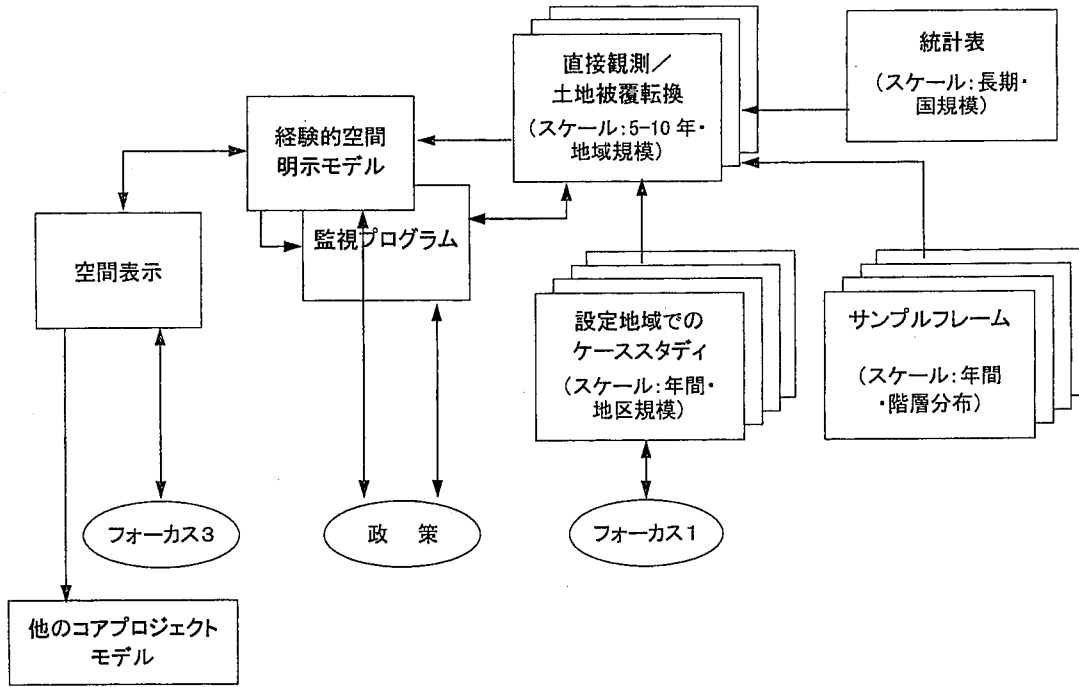 統計表
(スケール:長期・
国規模)
直接観測／
土地被覆転換
(スケール:5-10 年・
地域規模)
経験的空間
明示モデル
監視プログラム
空間表示
設定地域での
ケーススタディ
(スケール:年間・
地区規模)
サンプルフレーム
(スケール:年間
・階層分布)
フォーカス3
政 策
フォーカス1
他のコアプロジェクト
モデル